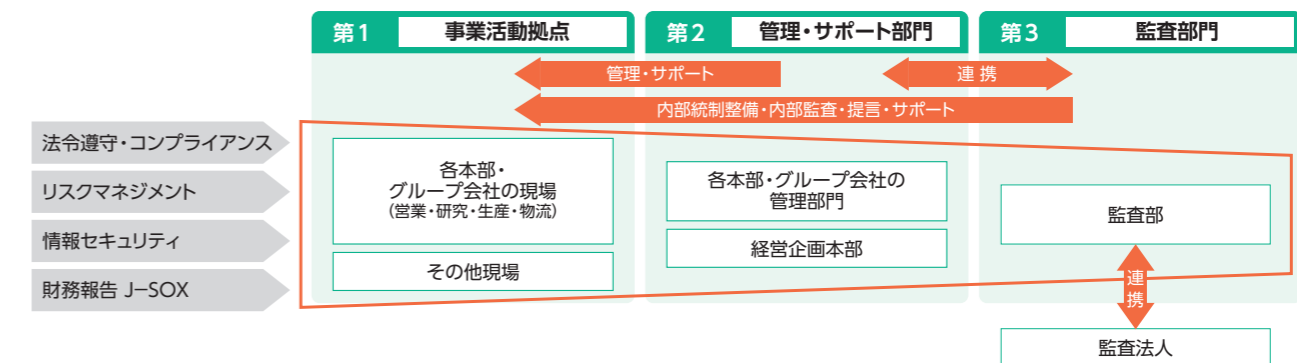 第1 事業活動拠点
第2 管理・サポート部門
第3 監査部門
管理・サポート
連携
内部統制整備・内部監査・提言・サポート
法令遵守・コンプライアンス
リスクマネジメント
情報セキュリティ
財務報告 J-SOX
各本部・
グループ会社の現場
(営業・研究・生産・物流)
その他現場
各本部・グループ会社の
管理部門
経営企画本部
監査部
連携
監査法人